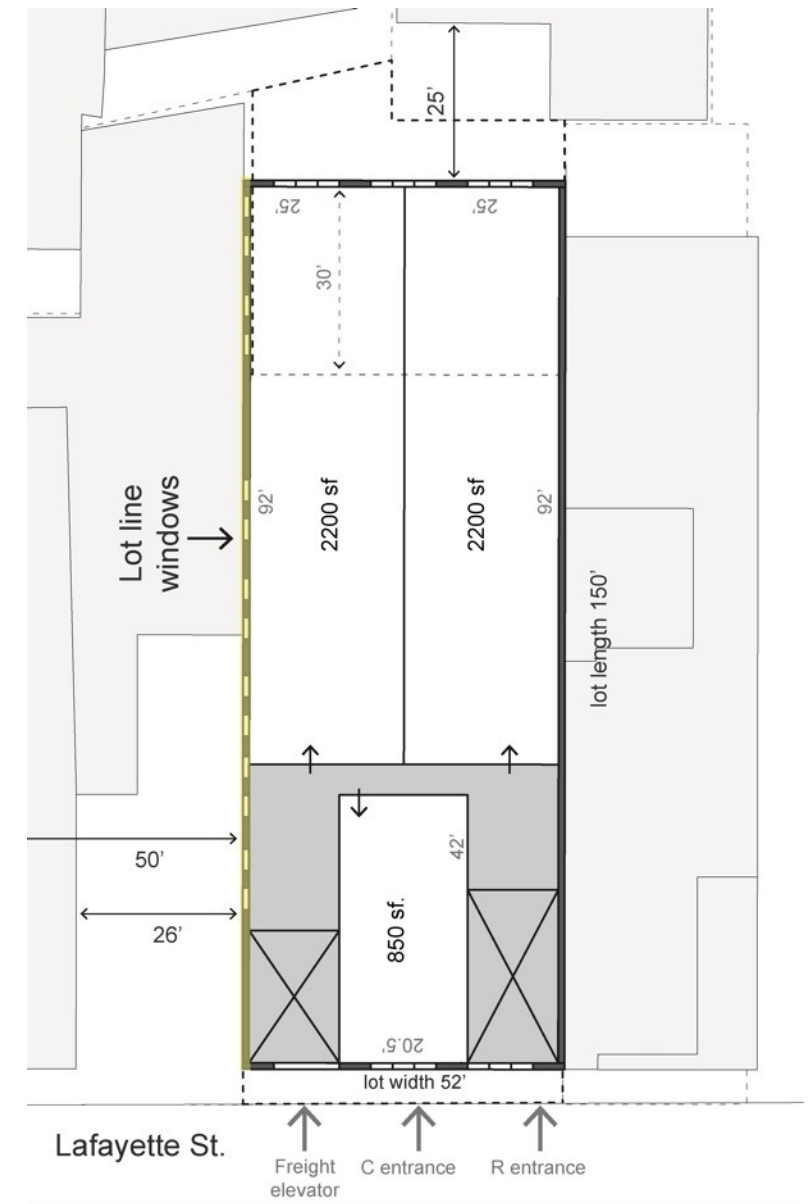 25'
25'
25'
30'
Lot line
windows
92'
2200 sf
2200 sf
92'
lot length 150'
50'
26'
42'
850 sf.
20.5'
lot width 52'
Lafayette St.
Freight
elevator
C entrance
R entrance